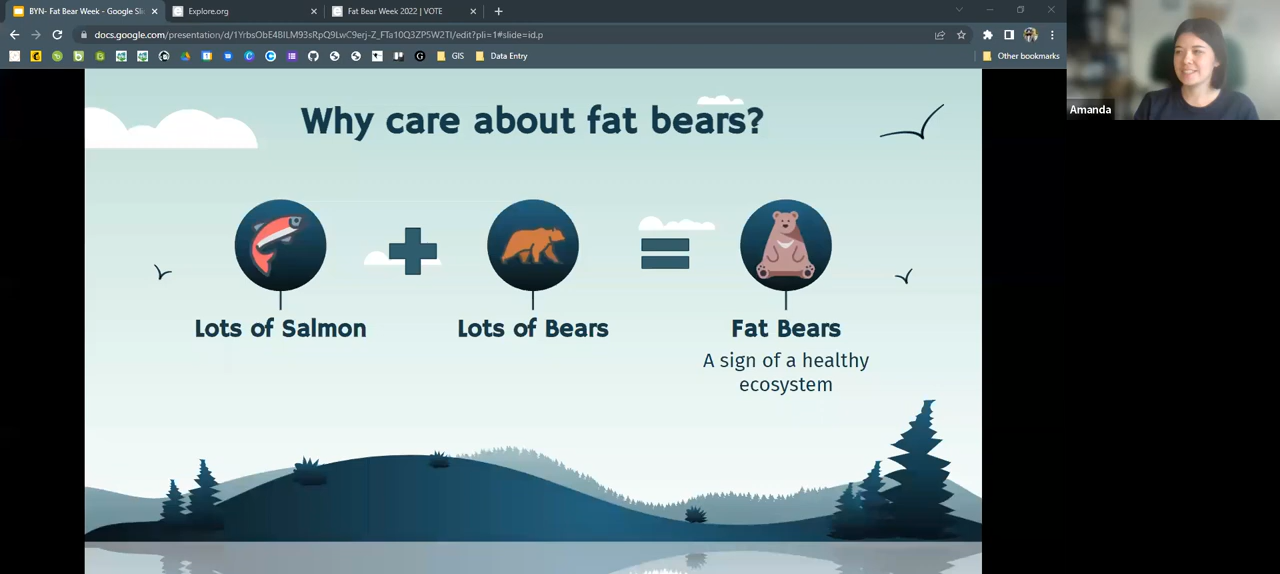 BYN- Fat Bear Week - Google Sli
Explore.org
Fat Bear Week 2022 | VOTE
docs.google.com/presentation/d/1YrbsObE4BILM93sRpQ9LwC9erj-Z_FTa10Q3ZP5W2TI/edit?pli=1#slide=id.p
GIS
Data Entry
Other bookmarks
Amanda
Why care about fat bears?
Lots of Salmon
Lots of Bears
Fat Bears
A sign of a healthy
ecosystem